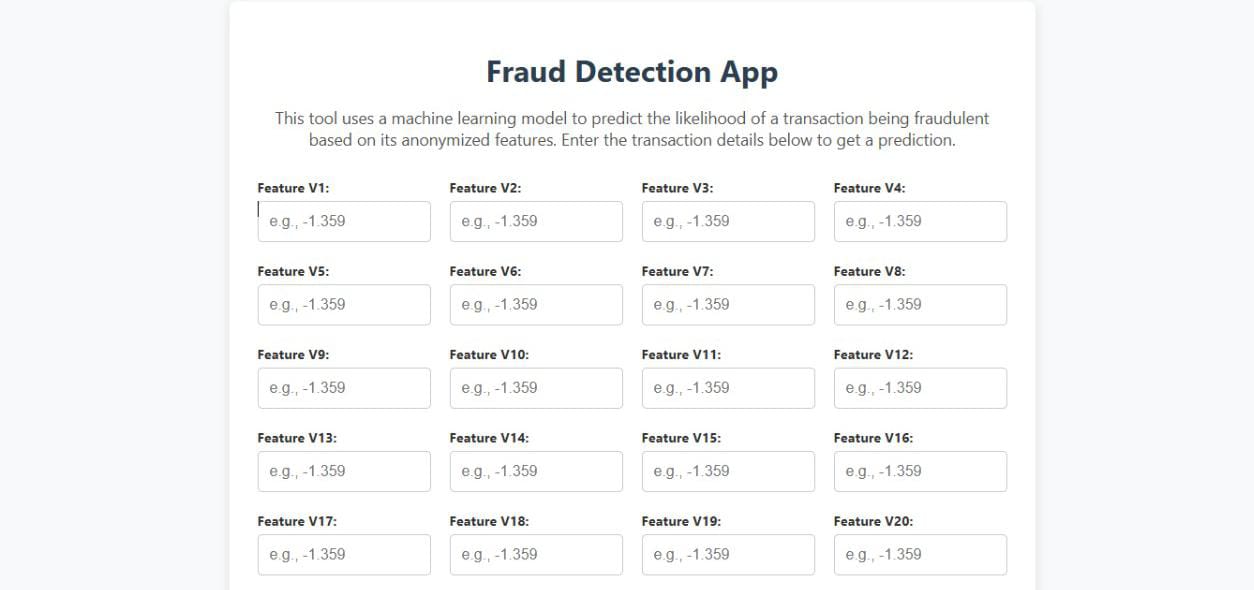 Fraud Detection App
This tool uses a machine learning model to predict the likelihood of a transaction being fraudulent
based on its anonymized features. Enter the transaction details below to get a prediction.
Feature V1: Feature V2: Feature V3: Feature V4:
e.g., -1.359 e.g., -1.359 e.g., -1.359 e.g., -1.359
Feature V5: Feature V6: Feature V7: Feature V8:
e.g., -1.359 e.g., -1.359 e.g., -1.359 e.g., -1.359
Feature V9: Feature V10: Feature V11: Feature V12:
e.g., -1.359 e.g., -1.359 e.g., -1.359 e.g., -1.359
Feature V13: Feature V14: Feature V15: Feature V16:
e.g., -1.359 e.g., -1.359 e.g., -1.359 e.g., -1.359
Feature V17: Feature V18: Feature V19: Feature V20:
e.g., -1.359 e.g., -1.359 e.g., -1.359 e.g., -1.359